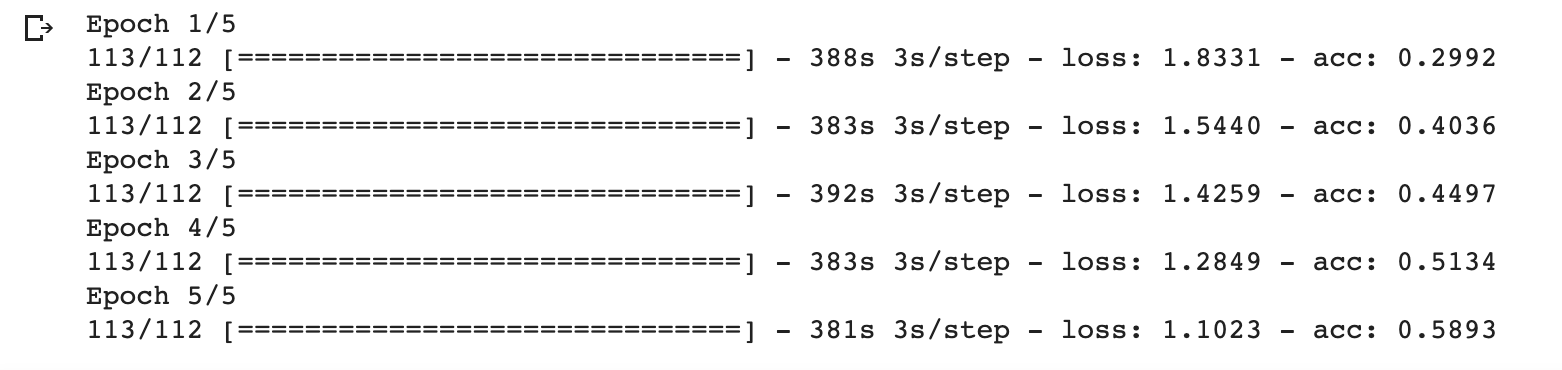 Epoch 1/5
113/112 [==============================] - 388s 3s/step - loss: 1.8331 - acc: 0.2992
Epoch 2/5
113/112 [==============================] - 383s 3s/step - loss: 1.5440 - acc: 0.4036
Epoch 3/5
113/112 [==============================] - 392s 3s/step - loss: 1.4259 - acc: 0.4497
Epoch 4/5
113/112 [==============================] - 383s 3s/step - loss: 1.2849 - acc: 0.5134
Epoch 5/5
113/112 [==============================] - 381s 3s/step - loss: 1.1023 - acc: 0.5893